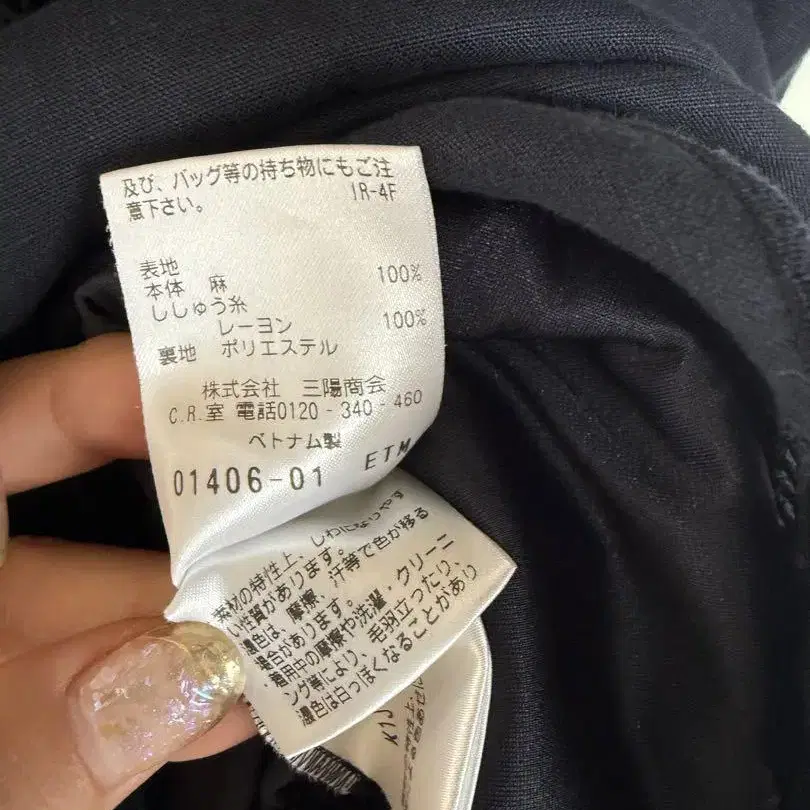 及び、バッグ等の持ち物にもご注
意下さい。 IR-4F
表地
本体 麻 100%
ししゅう糸
レーヨン 100%
裏地 ポリエステル
株式会社 三陽商会
C.R.室 電話0120-340-460
ベトナム製
01406-01 ETM
麻材の特性上、しわになりやす
い性質があります。
濃色は、摩擦、汗等で色が移る
場合があります。
着用中の摩擦や洗濯・クリーニ
ング等により、毛羽立ったり、
濃色は白っぽくなることがあり